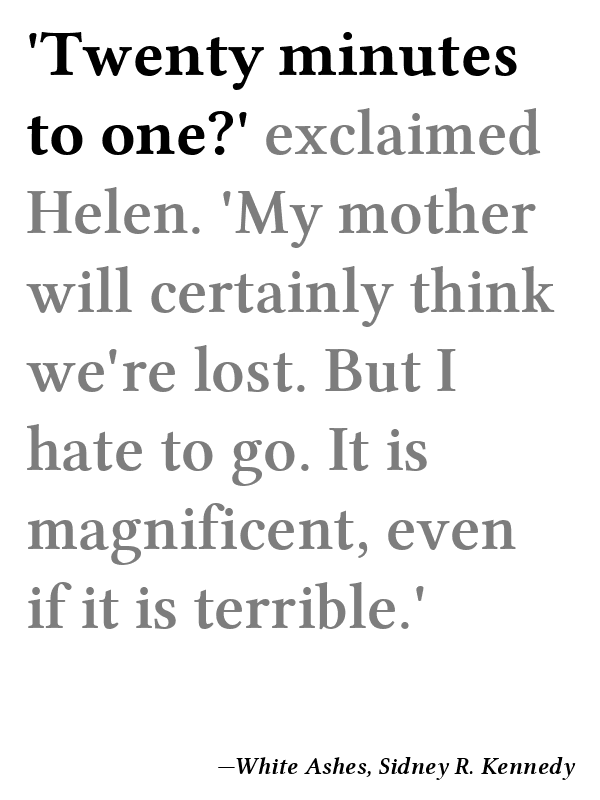 'Twenty minutes
to one?' exclaimed
Helen. 'My mother
will certainly think
we're lost. But I
hate to go. It is
magnificent, even
if it is terrible.'
—White Ashes, Sidney R. Kennedy